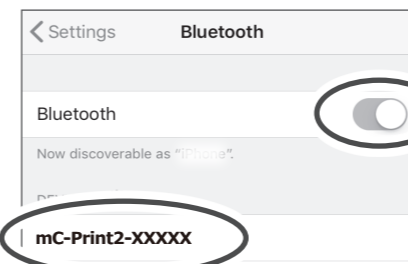 Settings Bluetooth
Bluetooth
Now discoverable as "iPhone".
mC-Print2-XXXXX